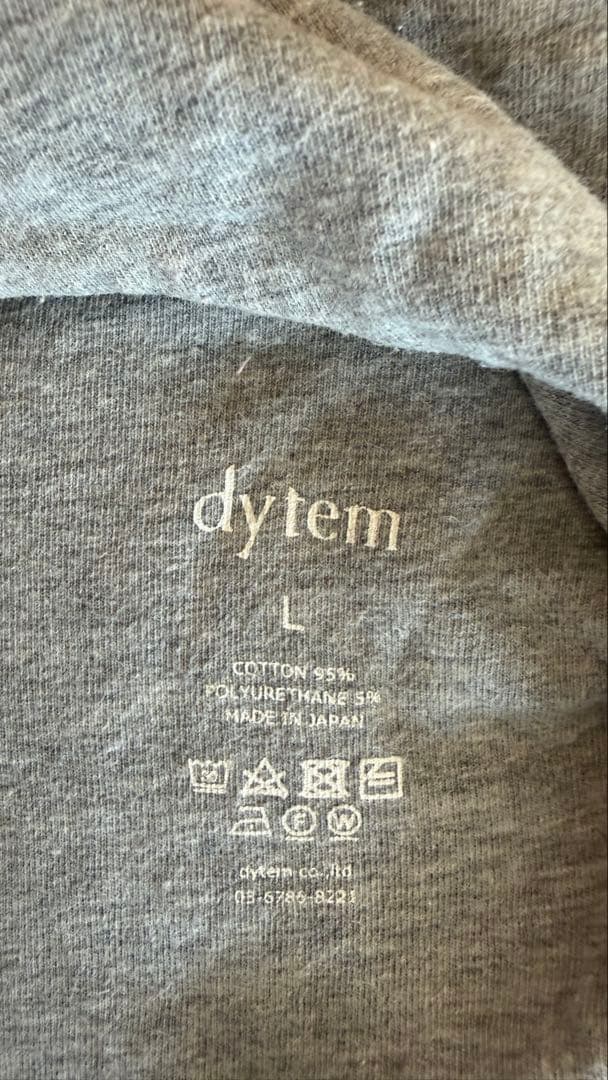 dytem
L
COTTON 95%
POLYURETHANE 5%
MADE IN JAPAN
F W
dytem co.,ltd
03-6786-8221